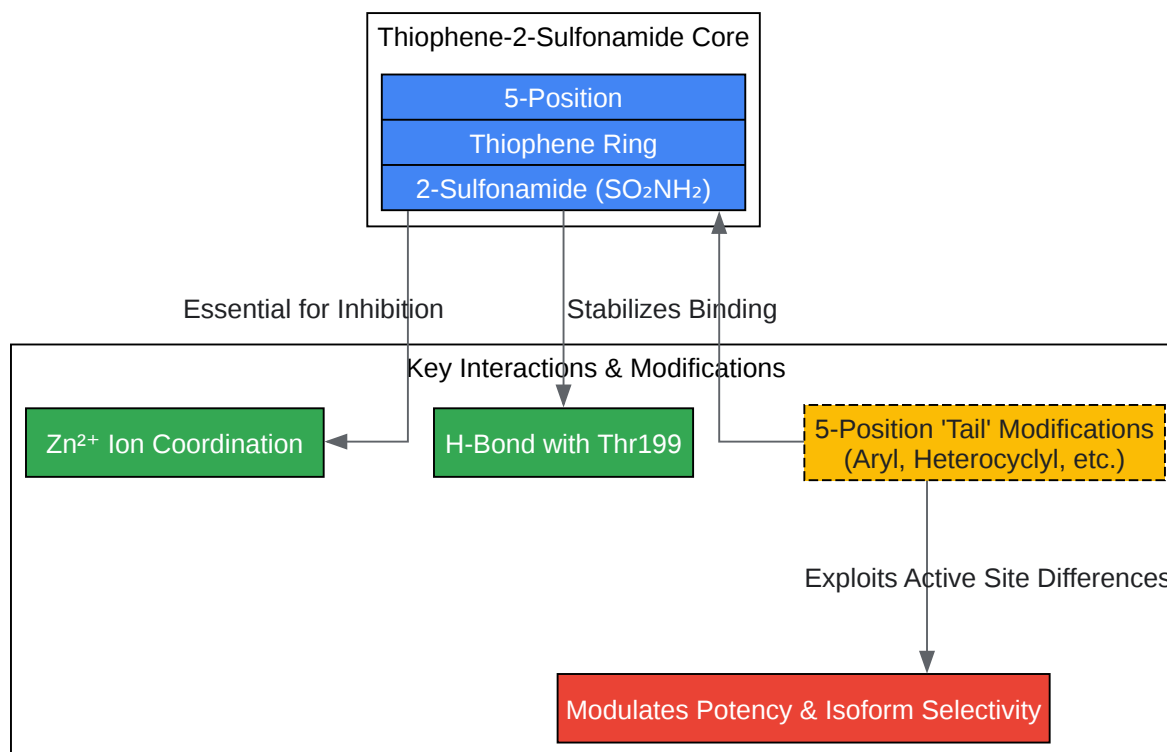 Thiophene-2-Sulfonamide Core
5-Position
Thiophene Ring
2-Sulfonamide (SO₂NH₂)
Essential for Inhibition
Stabilizes Binding
Key Interactions & Modifications
Zn²⁺ Ion Coordination
H-Bond with Thr199
5-Position 'Tail' Modifications
(Aryl, Heterocyclyl, etc.)
Exploits Active Site Differences
Modulates Potency & Isoform Selectivity